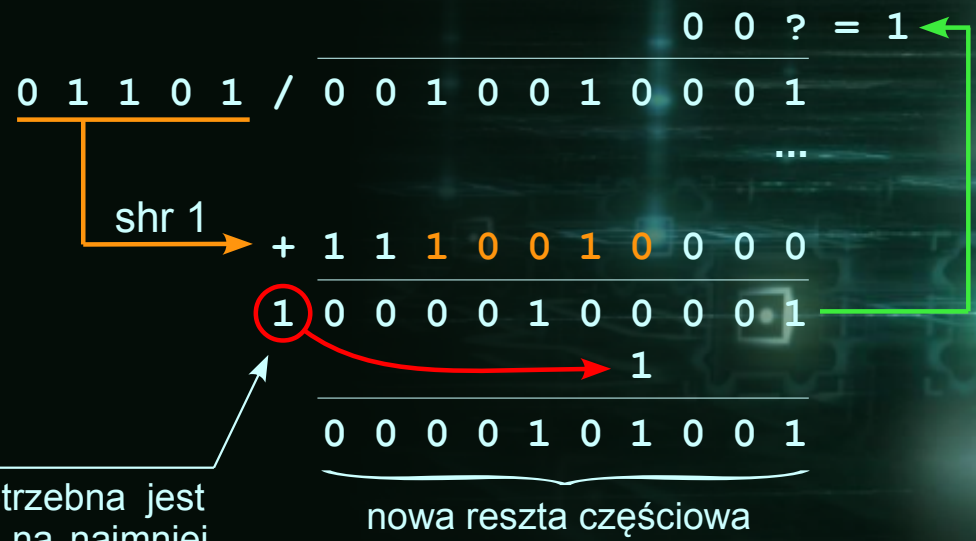 0 0 ? = 1
0 1 1 0 1 / 0 0 1 0 0 1 0 0 0 1
...
shr 1
+ 1 1 1 0 0 1 0 0 0 0
1 0 0 0 0 1 0 0 0 0 1
1
0 0 0 0 1 0 1 0 0 1
trzebna jest
na najmniej
nowa reszta częściowa